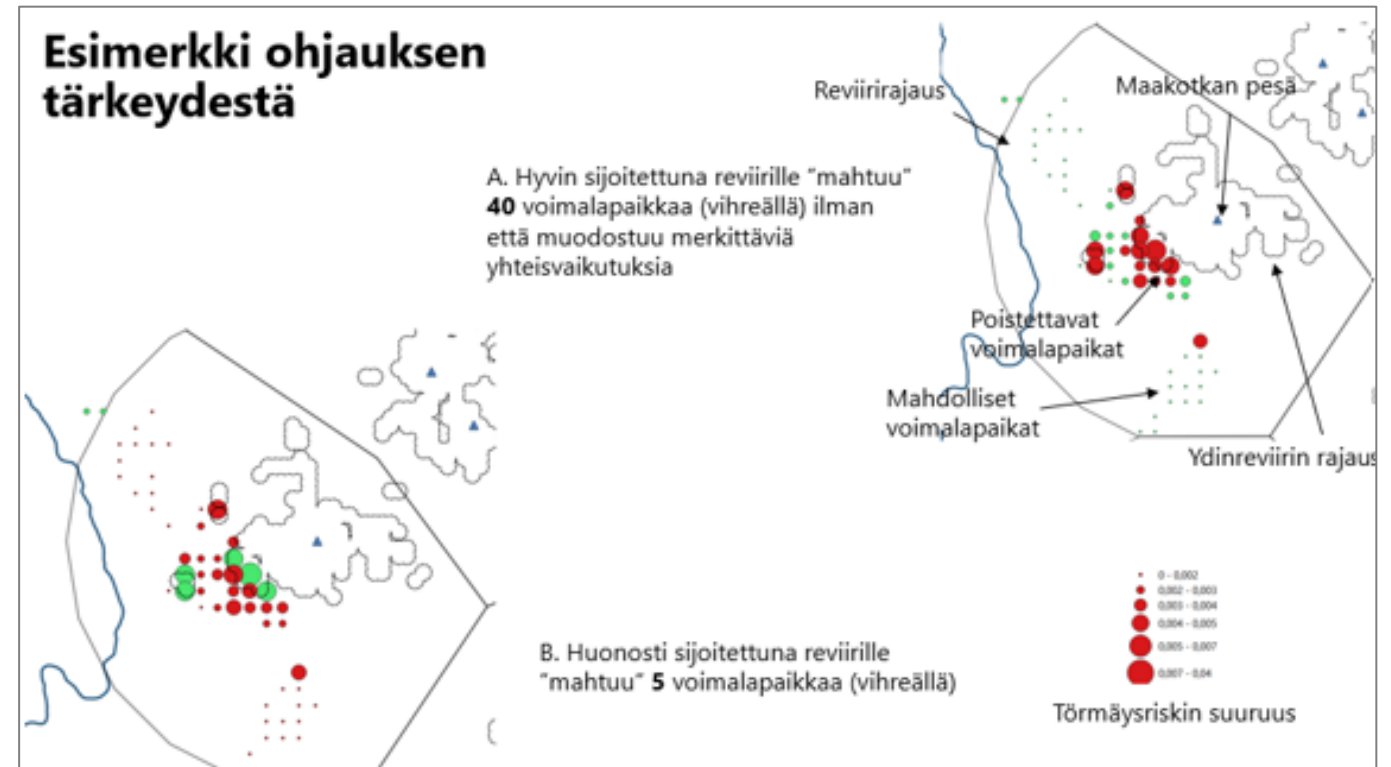 Esimerkki ohjauksen
tärkeydestä
Reviirirajaus
Maakotkan pesä
A. Hyvin sijoitettuna reviirille ”mahtuu”
40 voimalapaikkaa (vihreällä) ilman
että muodostuu merkittäviä
yhteisvaikutuksia
Poistettavat
voimalapaikat
Mahdolliset
voimalapaikat
Ydinreviirin rajaus
B. Huonosti sijoitettuna reviirille
”mahtuu” 5 voimalapaikkaa (vihreällä)
0 - 0,002
0,002 - 0,003
0,003 - 0,004
0,004 - 0,005
0,005 - 0,007
0,007 - 0,04
Törmäysriskin suuruus